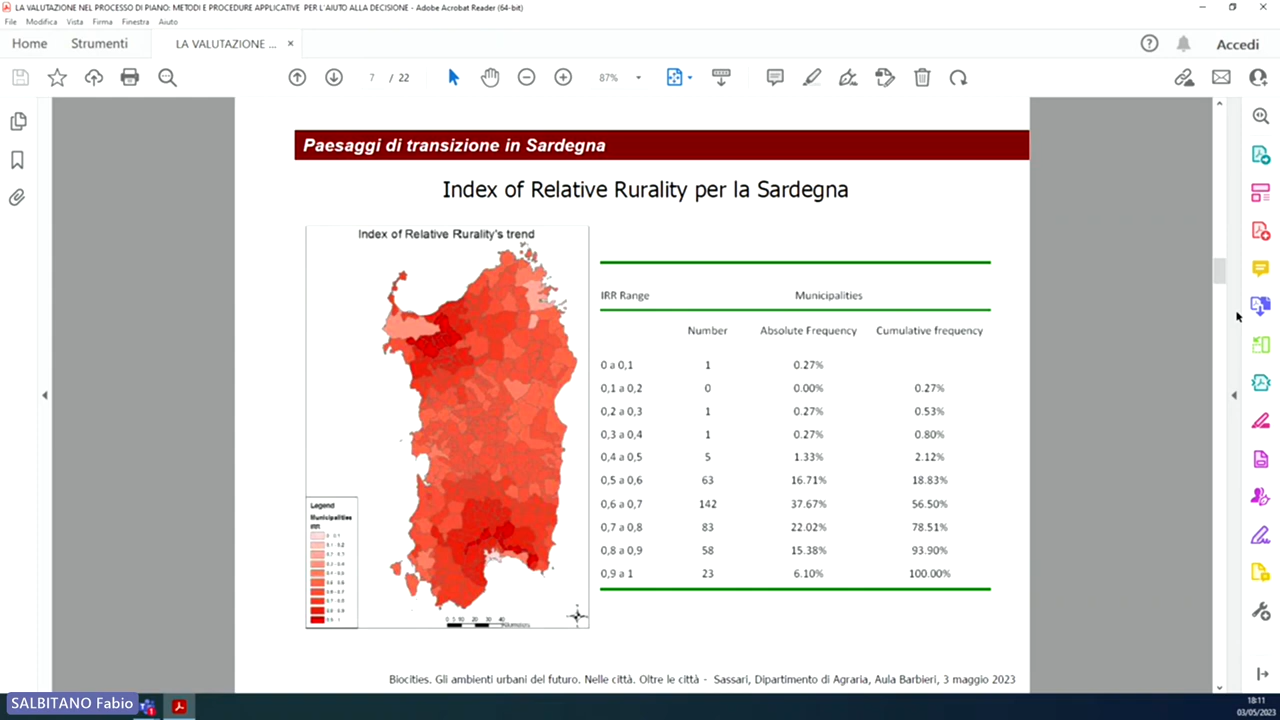 LA VALUTAZIONE NEL PROCESSO DI PIANO: METODI E PROCEDURE APPLICATIVE PER L'AIUTO ALLA DECISIONE - Adobe Acrobat Reader (64-bit)
File Modifica Vista Firma Finestra Aiuto
Home Strumenti LA VALUTAZIONE ... × Accedi
7 / 22 87%
Paesaggi di transizione in Sardegna
Index of Relative Rurality per la Sardegna
Index of Relative Rurality's trend
IRR Range Municipalities
Number Absolute Frequency Cumulative frequency
0 a 0,1 1 0.27%
0,1 a 0,2 0 0.00% 0.27%
0,2 a 0,3 1 0.27% 0.53%
0,3 a 0,4 1 0.27% 0.80%
0,4 a 0,5 5 1.33% 2.12%
0,5 a 0,6 63 16.71% 18.83%
0,6 a 0,7 142 37.67% 56.50%
0,7 a 0,8 83 22.02% 78.51%
0,8 a 0,9 58 15.38% 93.90%
0,9 a 1 23 6.10% 100.00%
Legend
Municipalities
IRR
0 5 10 20 30 40
Kilometers
Biocities. Gli ambienti urbani del futuro. Nelle città. Oltre le città - Sassari, Dipartimento di Agraria, Aula Barbieri, 3 maggio 2023
SALBITANO Fabio
18:11
03/05/2023